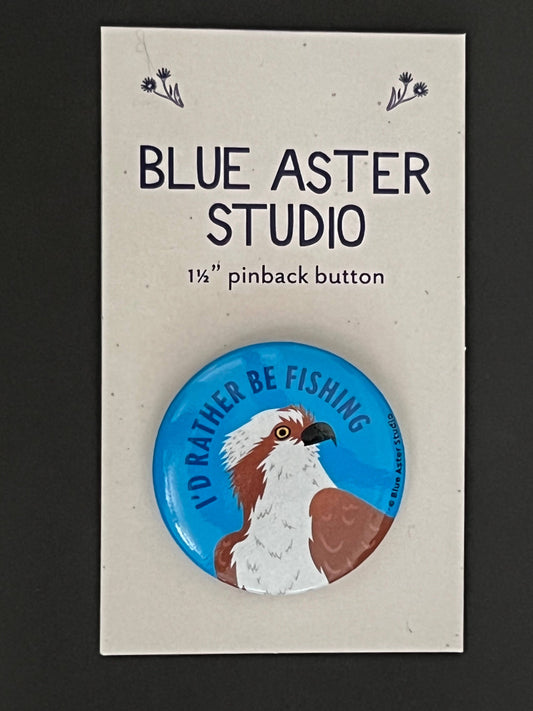 BLUE ASTER
STUDIO
1½” pinback button
I'D RATHER BE FISHING
© Blue Aster Studio